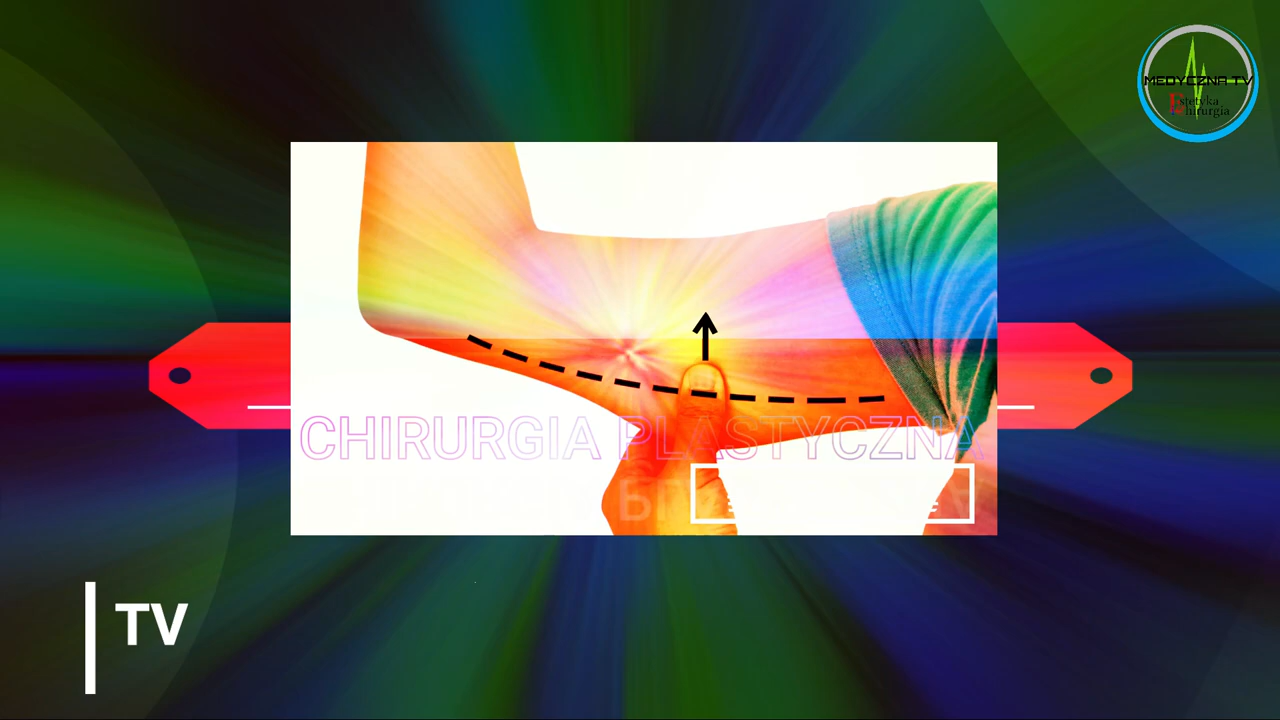 MEDYCZNA TV
Estetyka
Chirurgia
CHIRURGIA PLASTYCZNA
TV